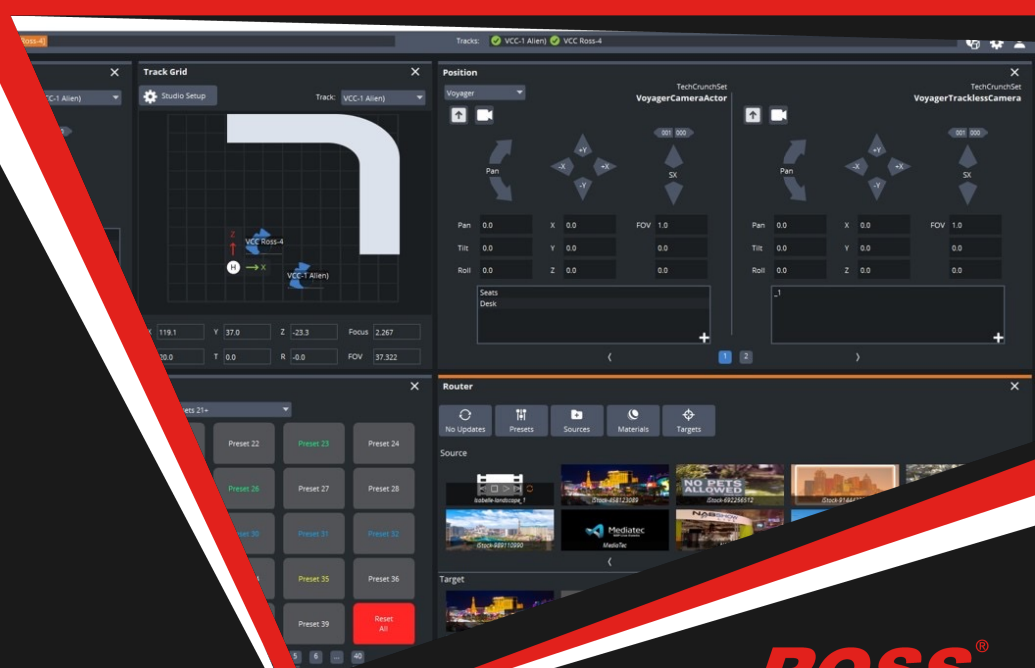 Ross-4)
Tracks: VCC-1 Alien) VCC Ross-4
Track Grid
Studio Setup
Track: VCC-1 Alien)
Z
VCC Ross-4
H X
VCC-1 Alien)
X 119.1 Y 37.0 Z -23.3 Focus 2.267
20.0 T 0.0 R -0.0 FOV 37.322
Position
Voyager
TechCrunchSet
VoyagerCameraActor
001 000
Pan
+Y
-X +X
-Y
SX
Pan 0.0 X 0.0 FOV 1.0
Tilt 0.0 Y 0.0 0.0
Roll 0.0 Z 0.0 0.0
Seats
Desk
TechCrunchSet
VoyagerTracklessCamera
001 000
Pan
+Y
-X +X
-Y
SX
Pan 0.0 X 0.0 FOV 1.0
Tilt 0.0 Y 0.0 0.0
Roll 0.0 Z 0.0 0.0
_1
1 2
sets 21+
Preset 22 Preset 23 Preset 24
Preset 26 Preset 27 Preset 28
Preset 31 Preset 32
Preset 35 Preset 36
Preset 39 Reset
All
5 6 ... 40
Router
No Updates Presets Sources Materials Targets
Source
Isabelle-landscape_1 iStock-458123089 NO PETS
ALLOWED
iStock-692266512
iStock-989110990 Mediatec
MediaTec NABSHOW
Target
ROSS®